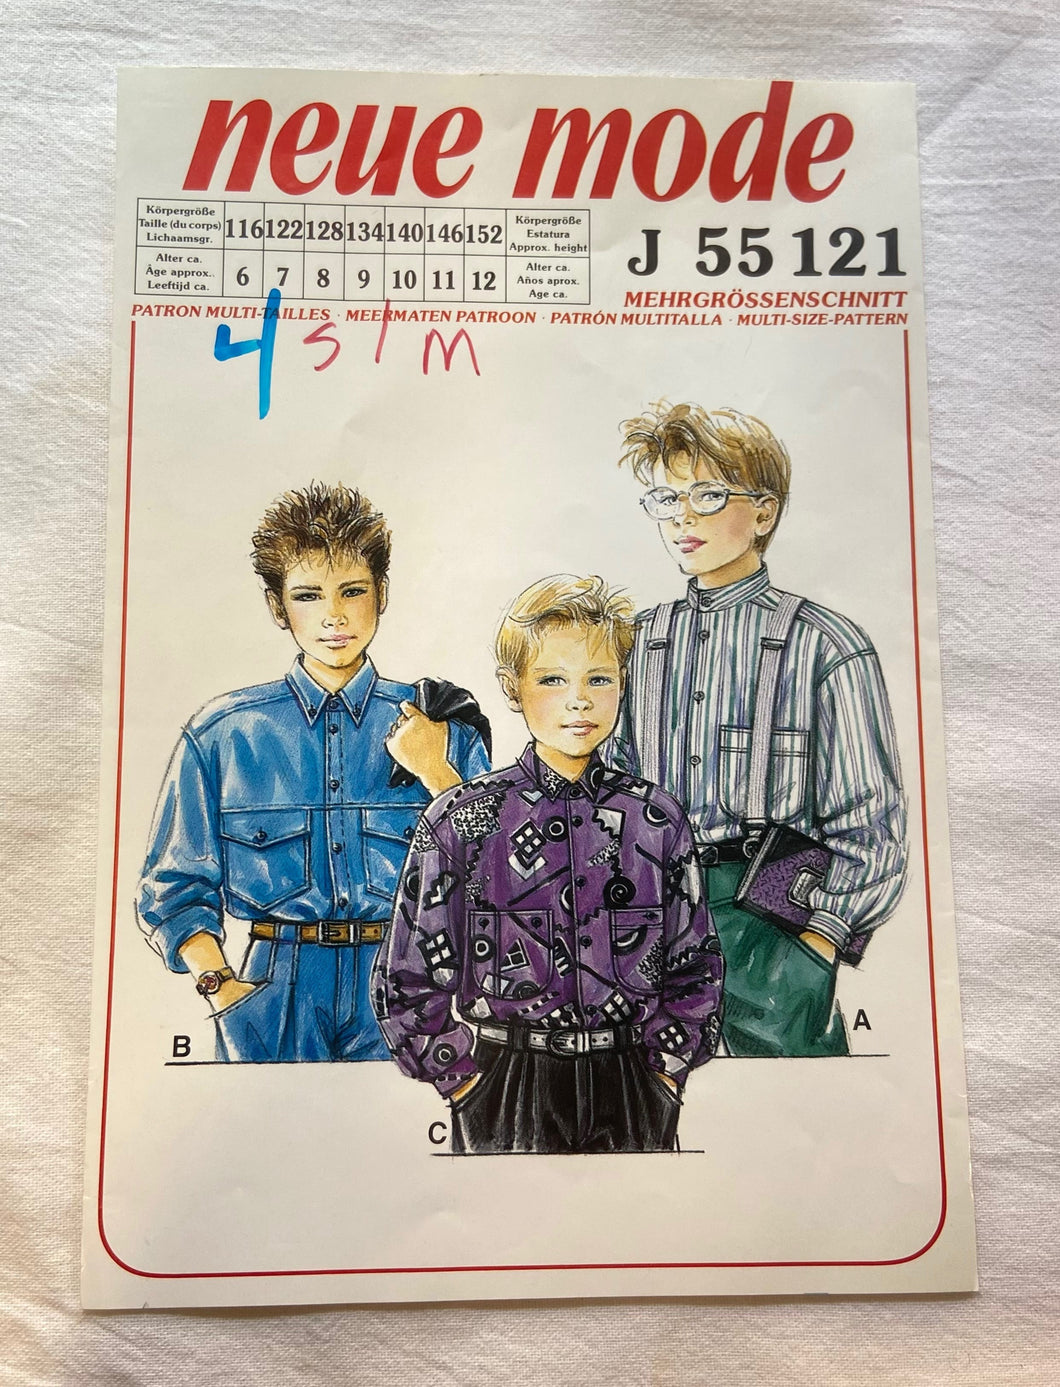 neue mode
Körpergröße
Taille (du corps)
Lichaamsgr.
116 122 128 134 140 146 152
Körpergröße
Estatura
Approx. height
Alter ca.
Âge approx.
Leeftijd ca.
6 7 8 9 10 11 12
Alter ca.
Años aprox.
Age ca.
J 55 121
MEHRGRÖSSENSCHNITT
PATRON MULTI-TAILLES · MEERMATEN PATROON · PATRÓN MULTITALLA · MULTI-SIZE-PATTERN
4 S/M
A
B
C